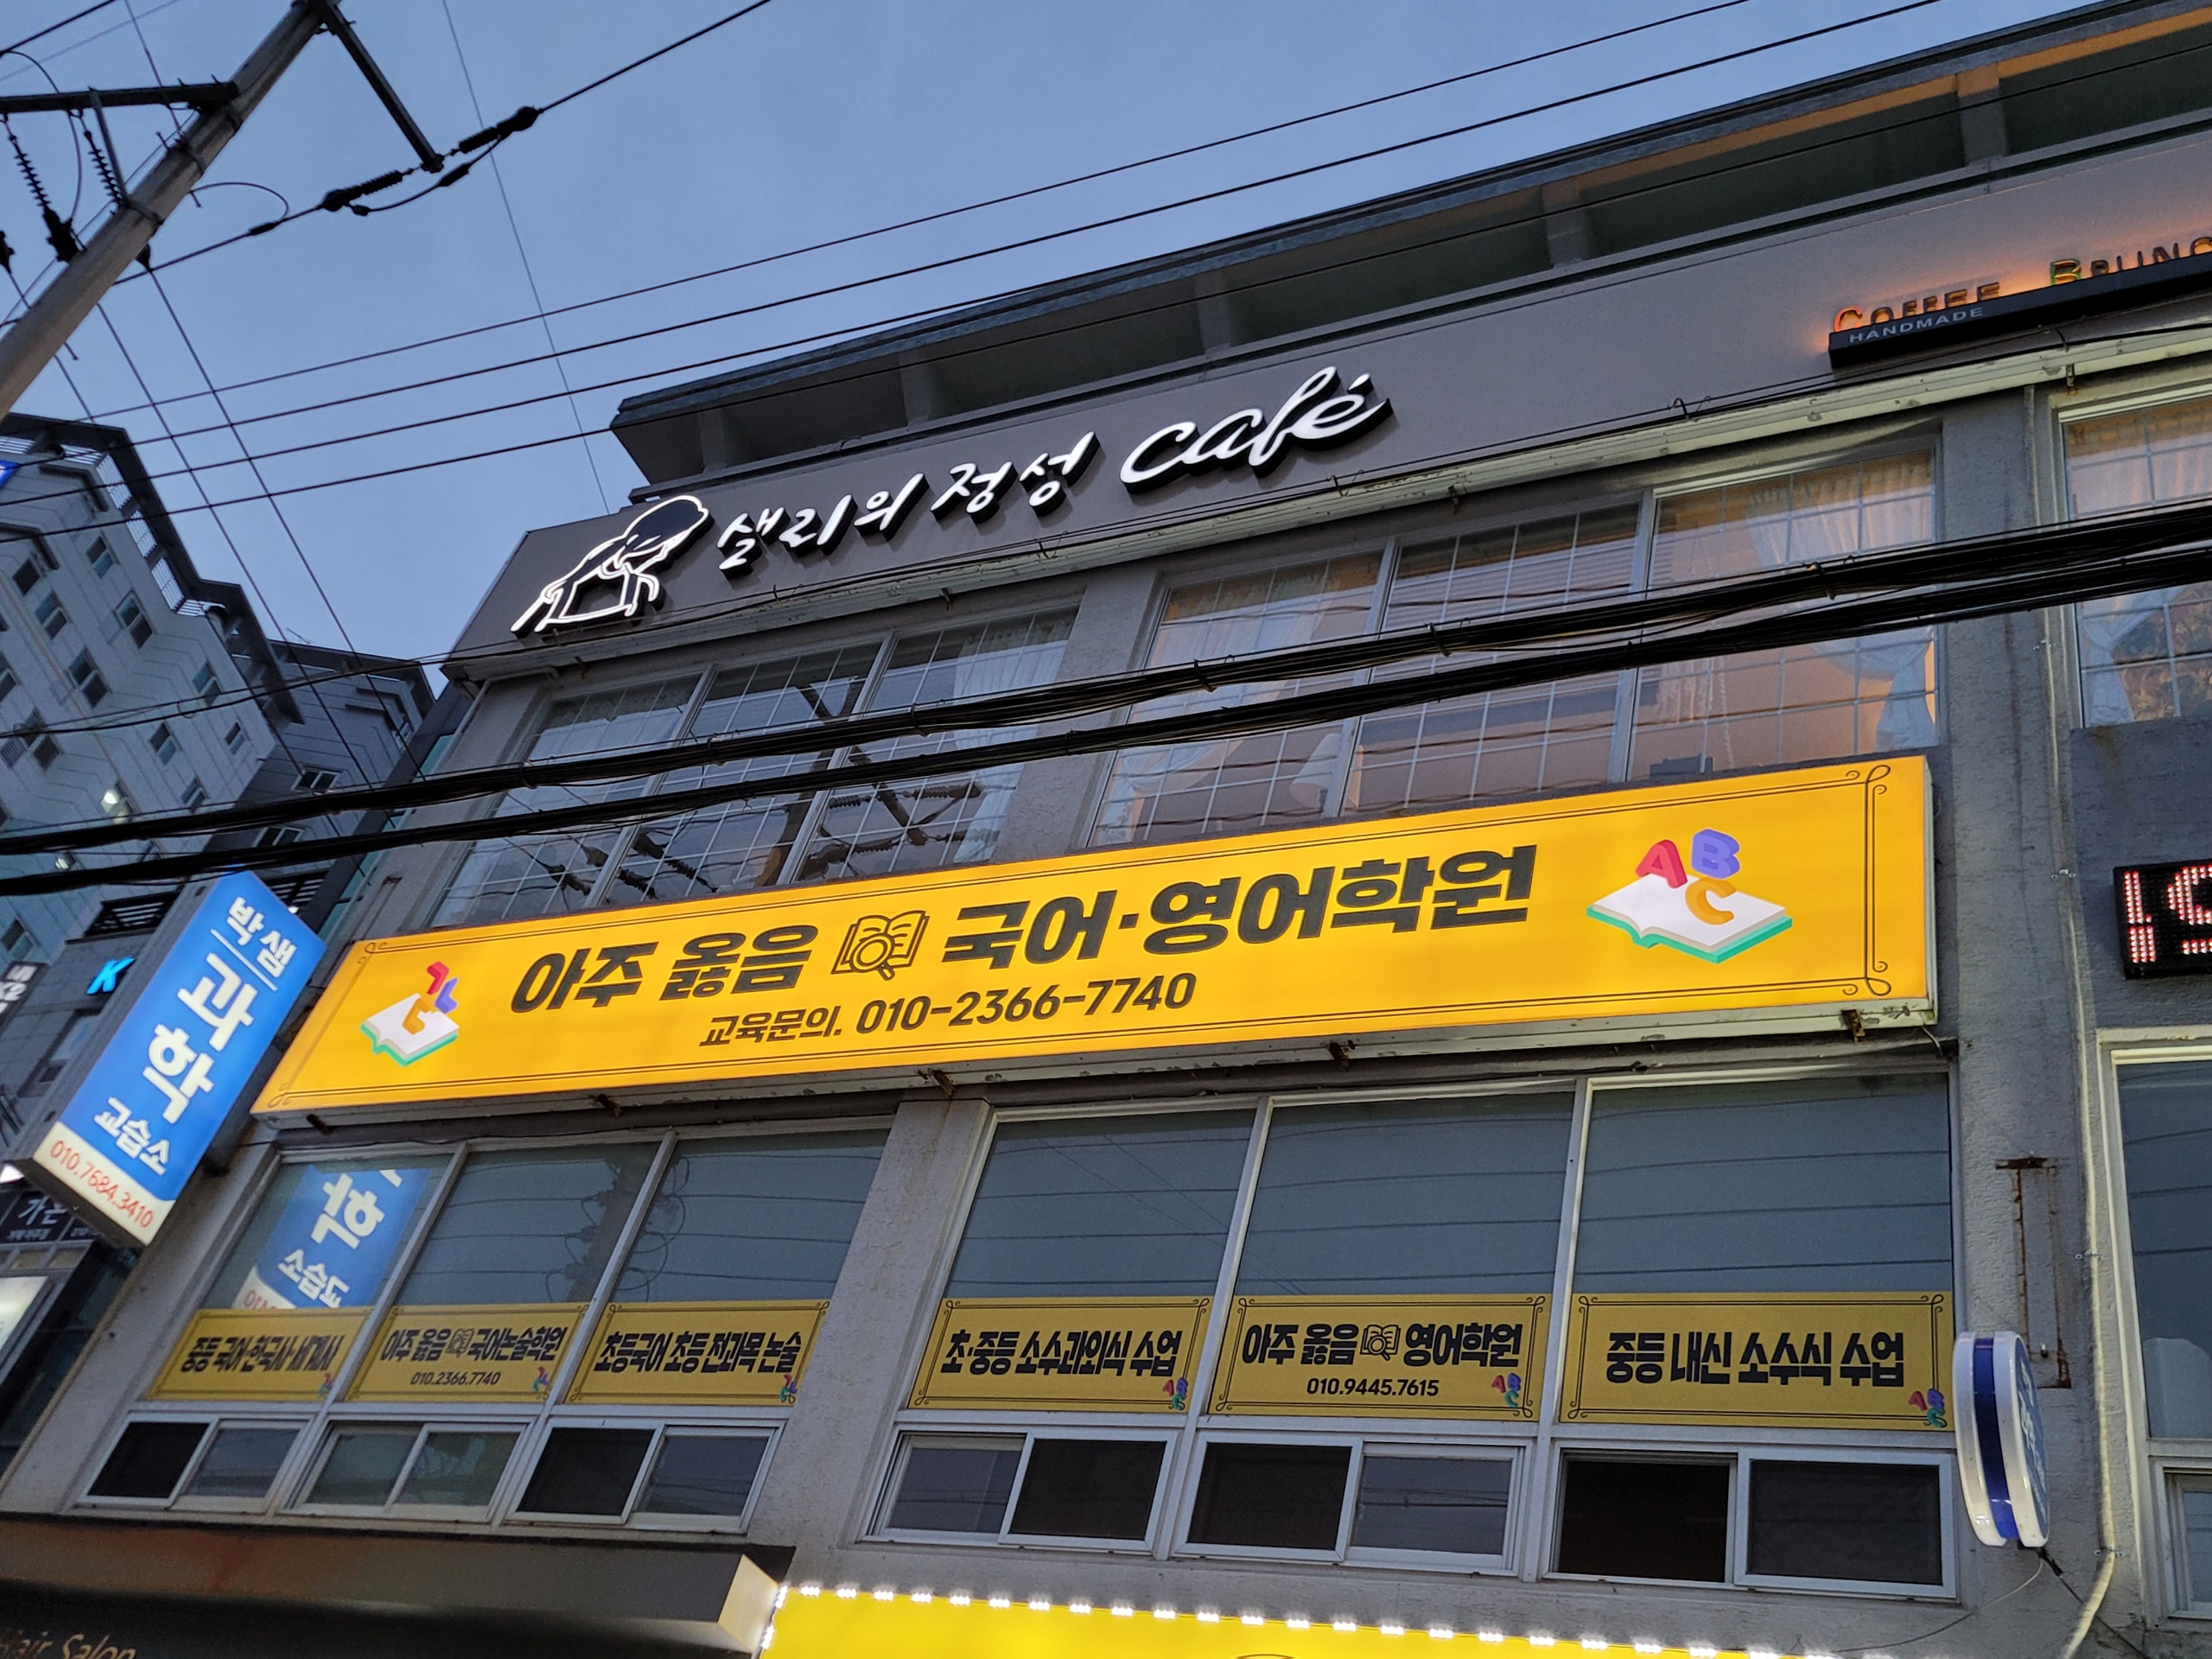 샐리의 정성 Café
COFFEE BRUNC
HANDMADE
아주 옳음 국어·영어학원
교육문의. 010-2366-7740
ABC
박샘
과학
교습소
010.7684.3410
K
중등 국어·한국사·세계사
아주 옳음 국어논술학원
010.2366.7740
초등국어 초등 전과목 논술
초·중등 소수과외식 수업
아주 옳음 영어학원
010.9445.7615
중등 내신 소수식 수업
Hair Salon